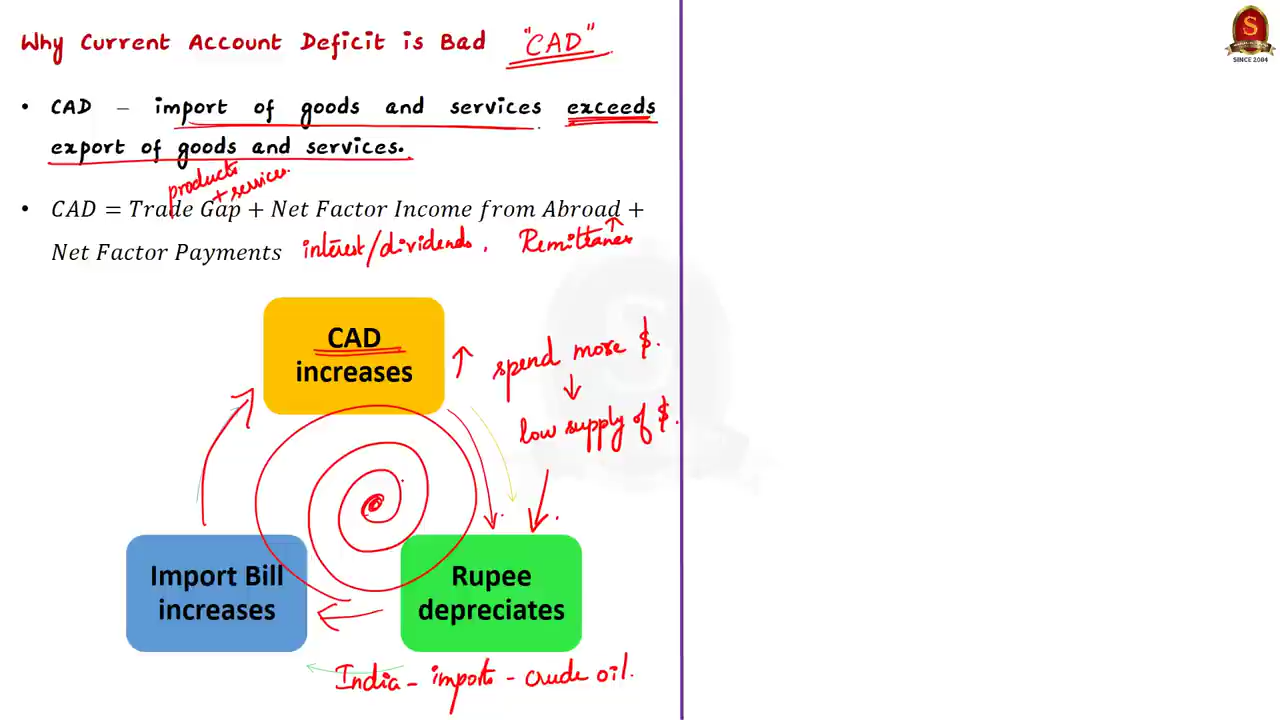 Why Current Account Deficit is Bad "CAD"
• CAD – import of goods and services exceeds
export of goods and services.
products
+ services.
• CAD = Trade Gap + Net Factor Income from Abroad +
Net Factor Payments interest/dividends, Remittances
CAD
increases
spend more $.
low supply of $.
Import Bill
increases
Rupee
depreciates
India – imports – crude oil.
S
SINCE 2004